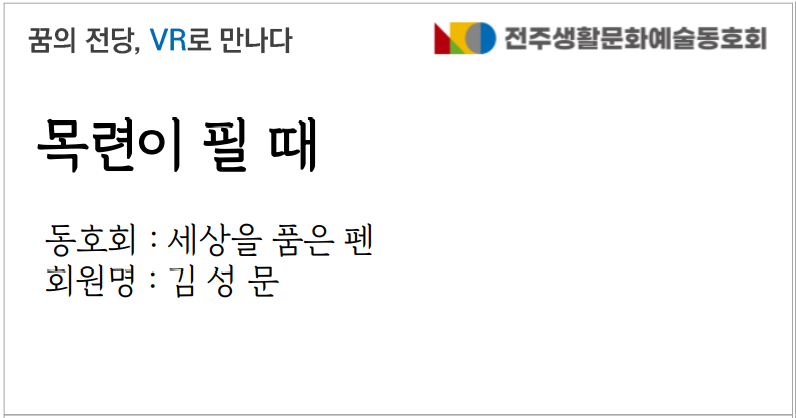 꿈의 전당, VR로 만나다
전주생활문화예술동호회
목련이 필 때
동호회 : 세상을 품은 펜
회원명 : 김 성 문